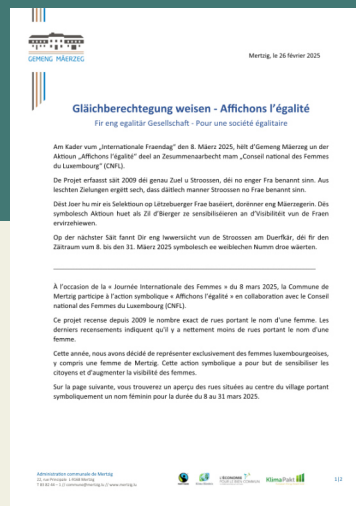 GEMENG MÄERZEG
Mertzig, le 26 février 2025
Gläichberechtegung weisen - Affichons l'égalité
Fir eng egalitär Gesellschaft - Pour une société égalitaire
Am Kader vum „Internationale Fraendag“ den 8. Mäerz 2025, hëlt d'Gemeng Mäerzeg un der
Aktioun „Affichons l'égalité“ deel an Zesummenaarbecht mam „Conseil national des Femmes
du Luxembourg“ (CNFL).
De Projet erfaasst säit 2009 déi genau Zuel u Stroossen, déi no enger Fra benannt sinn. Aus
leschten Zielungen ergëtt sech, dass däitlech manner Stroossen no Frae benannt sinn.
Dëst Joer hu mir eis Selektioun op Lëtzebuerger Frae baséiert, dorënner eng Mäerzegerin. Dës
symbolesch Aktioun huet als Zil d'Bierger ze sensibiliséieren an d'Visibilitéit vun de Fraen
ervirzehiewen.
Op der nächster Säit fannt Dir eng Iwwersiicht vun de Stroossen am Duerfkär, déi fir den
Zäitraum vum 8. bis den 31. Mäerz 2025 symbolesch ee weiblechen Numm droe wäerten.
À l'occasion de la « Journée Internationale des Femmes » du 8 mars 2025, la Commune de
Mertzig participe à l'action symbolique « Affichons l'égalité » en collaboration avec le Conseil
national des Femmes du Luxembourg (CNFL).
Ce projet recense depuis 2009 le nombre exact de rues portant le nom d'une femme. Les
derniers recensements indiquent qu'il y a nettement moins de rues portant le nom d'une
femme.
Cette année, nous avons décidé de représenter exclusivement des femmes luxembourgeoises,
y compris une femme de Mertzig. Cette action symbolique a pour but de sensibiliser les
citoyens et d'augmenter la visibilité des femmes.
Sur la page suivante, vous trouverez un aperçu des rues situées au centre du village portant
symboliquement un nom féminin pour la durée du 8 au 31 mars 2025.
Administration communale de Mertzig
KlimaPakt
1|2